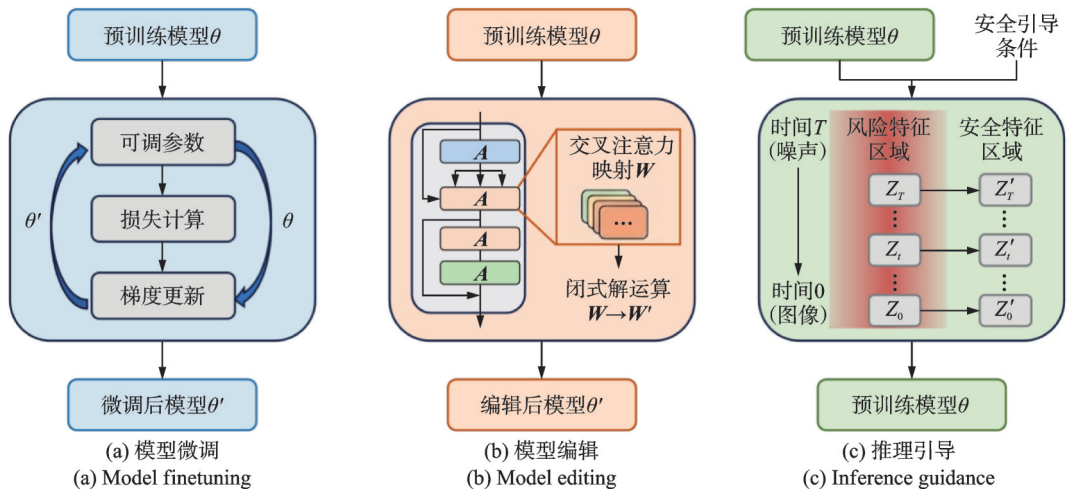 预训练模型θ
可调参数
θ′
损失计算
θ
梯度更新
微调后模型θ′
(a) 模型微调
(a) Model finetuning
预训练模型θ
A
A
A
A
交叉注意力
映射W
...
闭式解运算
W→W′
编辑后模型θ′
(b) 模型编辑
(b) Model editing
预训练模型θ
安全引导
条件
时间T
(噪声)
时间0
(图像)
风险特征
区域
安全特征
区域
Z_T
Z′_T
⋮ ⋮
Z_t
Z′_t
⋮ ⋮
Z_0
Z′_0
预训练模型θ
(c) 推理引导
(c) Inference guidance